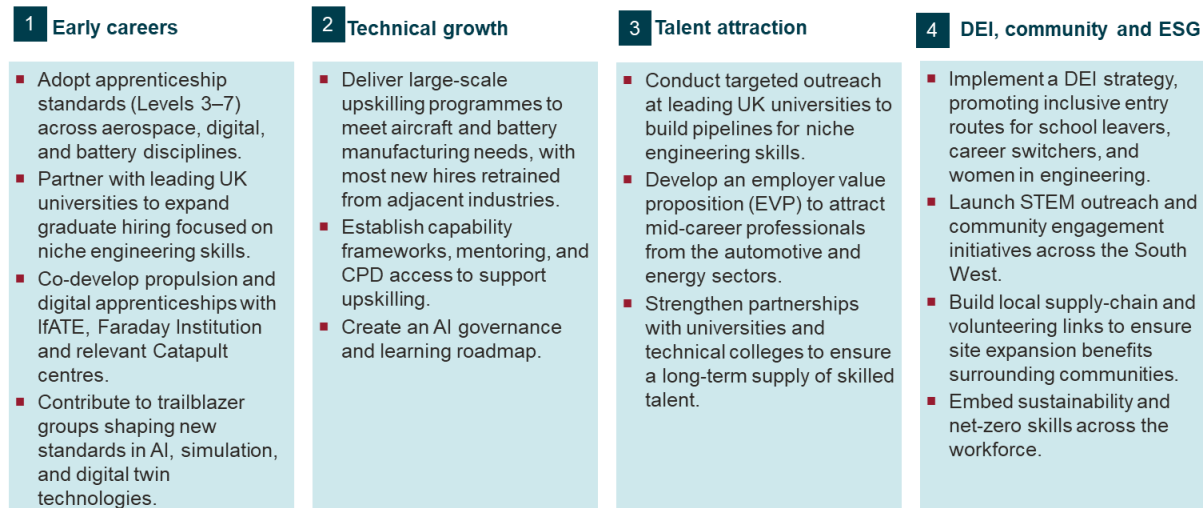 1 Early careers
Adopt apprenticeship
standards (Levels 3–7)
across aerospace, digital,
and battery disciplines.
Partner with leading UK
universities to expand
graduate hiring focused on
niche engineering skills.
Co-develop propulsion and
digital apprenticeships with
IfATE, Faraday Institution
and relevant Catapult
centres.
Contribute to trailblazer
groups shaping new
standards in AI, simulation,
and digital twin
technologies.
2 Technical growth
Deliver large-scale
upskilling programmes to
meet aircraft and battery
manufacturing needs, with
most new hires retrained
from adjacent industries.
Establish capability
frameworks, mentoring, and
CPD access to support
upskilling.
Create an AI governance
and learning roadmap.
3 Talent attraction
Conduct targeted outreach
at leading UK universities to
build pipelines for niche
engineering skills.
Develop an employer value
proposition (EVP) to attract
mid-career professionals
from the automotive and
energy sectors.
Strengthen partnerships
with universities and
technical colleges to ensure
a long-term supply of skilled
talent.
4 DEI, community and ESG
Implement a DEI strategy,
promoting inclusive entry
routes for school leavers,
career switchers, and
women in engineering.
Launch STEM outreach and
community engagement
initiatives across the South
West.
Build local supply-chain and
volunteering links to ensure
site expansion benefits
surrounding communities.
Embed sustainability and
net-zero skills across the
workforce.